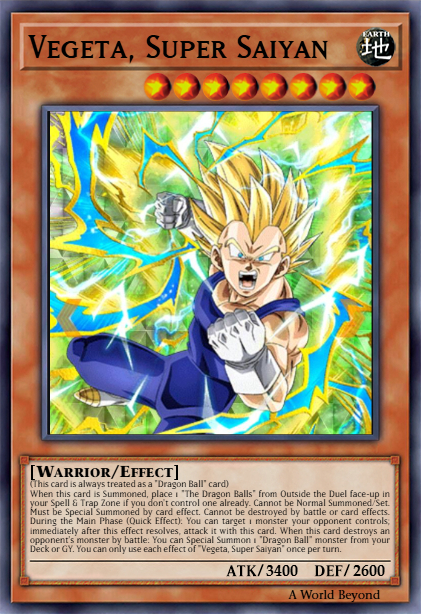 Vegeta, Super Saiyan
EARTH
地
[Warrior/Effect]
(This card is always treated as a "Dragon Ball" card)
When this card is Summoned, place 1 "The Dragon Balls" from Outside the Duel face-up in
your Spell & Trap Zone if you don't control one already. Cannot be Normal Summoned/Set.
Must be Special Summoned by card effect. Cannot be destroyed by battle or card effects.
During the Main Phase (Quick Effect): You can target 1 monster your opponent controls;
immediately after this effect resolves, attack it with this card. When this card destroys an
opponent's monster by battle: You can Special Summon 1 "Dragon Ball" monster from your
Deck or GY. You can only use each effect of "Vegeta, Super Saiyan" once per turn.
ATK/3400 DEF/2600
A World Beyond